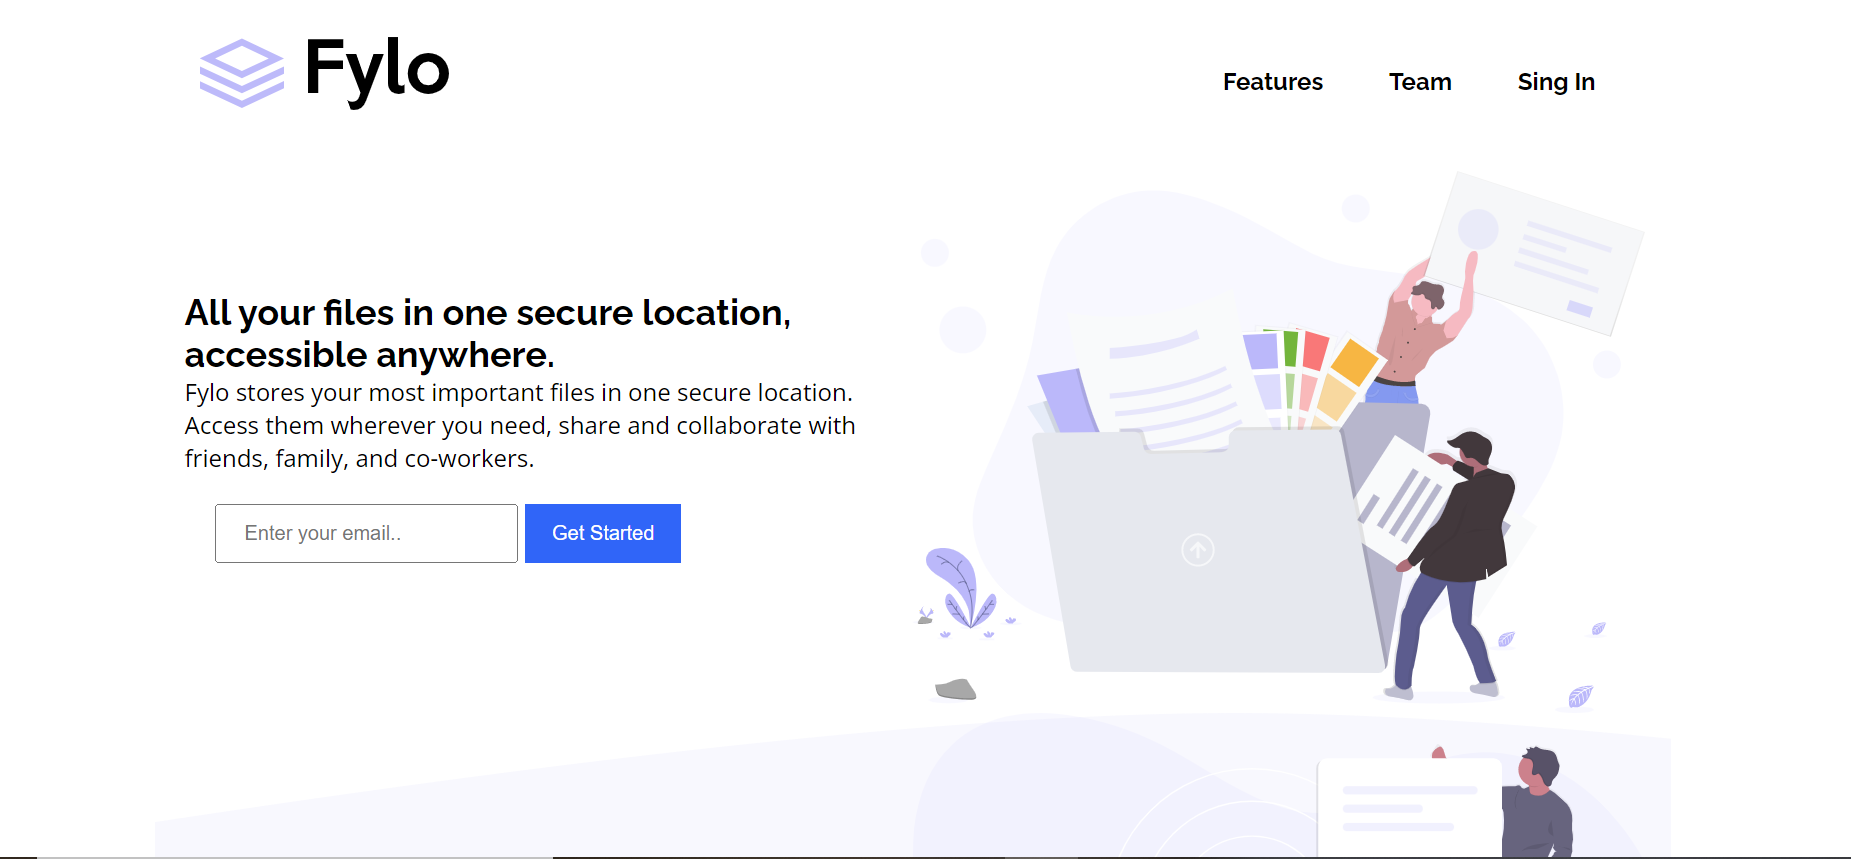 Fylo
Features Team Sing In
All your files in one secure location,
accessible anywhere.
Fylo stores your most important files in one secure location.
Access them wherever you need, share and collaborate with
friends, family, and co-workers.
Enter your email.. Get Started